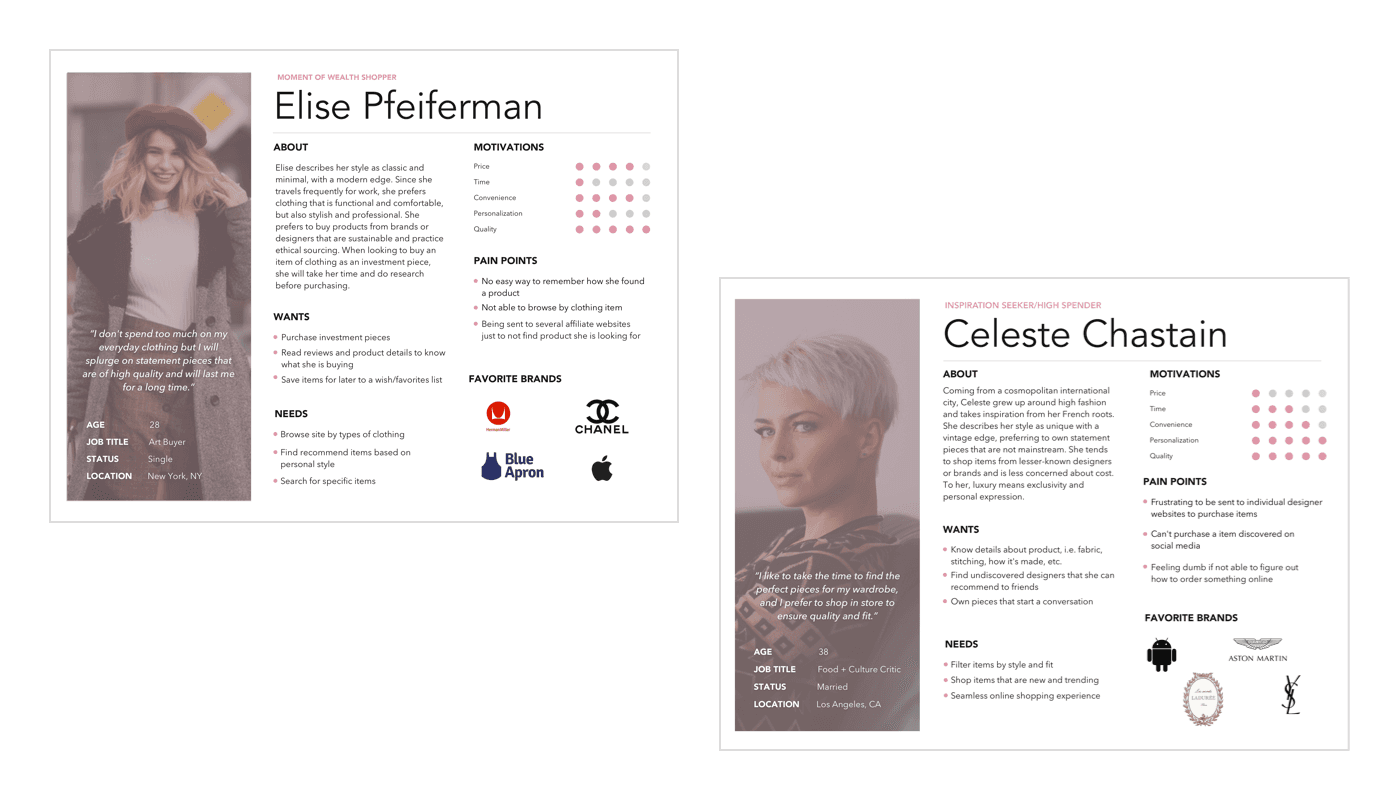 MOMENT OF WEALTH SHOPPER
Elise Pfeiferman
ABOUT
Elise describes her style as classic and
minimal, with a modern edge. Since she
travels frequently for work, she prefers
clothing that is functional and comfortable,
but also stylish and professional. She
prefers to buy products from brands or
designers that are sustainable and practice
ethical sourcing. When looking to buy an
item of clothing as an investment piece,
she will take her time and do research
before purchasing.
WANTS
Purchase investment pieces
Read reviews and product details to know
what she is buying
Save items for later to a wish/favorites list
NEEDS
Browse site by types of clothing
Find recommend items based on
personal style
Search for specific items
MOTIVATIONS
Price
Time
Convenience
Personalization
Quality
PAIN POINTS
No easy way to remember how she found
a product
Not able to browse by clothing item
Being sent to several affiliate websites
just to not find product she is looking for
FAVORITE BRANDS
HermanMiller
CHANEL
Blue
Apron
"I don't spend too much on my
everyday clothing but I will
splurge on statement pieces that
are of high quality and will last me
for a long time."
AGE 28
JOB TITLE Art Buyer
STATUS Single
LOCATION New York, NY
INSPIRATION SEEKER/HIGH SPENDER
Celeste Chastain
ABOUT
Coming from a cosmopolitan international
city, Celeste grew up around high fashion
and takes inspiration from her French roots.
She describes her style as unique with a
vintage edge, preferring to own statement
pieces that are not mainstream. She tends
to shop items from lesser-known designers
or brands and is less concerned about cost.
To her, luxury means exclusivity and
personal expression.
WANTS
Know details about product, i.e. fabric,
stitching, how it's made, etc.
Find undiscovered designers that she can
recommend to friends
Own pieces that start a conversation
NEEDS
Filter items by style and fit
Shop items that are new and trending
Seamless online shopping experience
MOTIVATIONS
Price
Time
Convenience
Personalization
Quality
PAIN POINTS
Frustrating to be sent to individual designer
websites to purchase items
Can't purchase a item discovered on
social media
Feeling dumb if not able to figure out
how to order something online
FAVORITE BRANDS
ASTON MARTIN
LADURÉE
YSL
"I like to take the time to find the
perfect pieces for my wardrobe,
and I prefer to shop in store to
ensure quality and fit."
AGE 38
JOB TITLE Food + Culture Critic
STATUS Married
LOCATION Los Angeles, CA